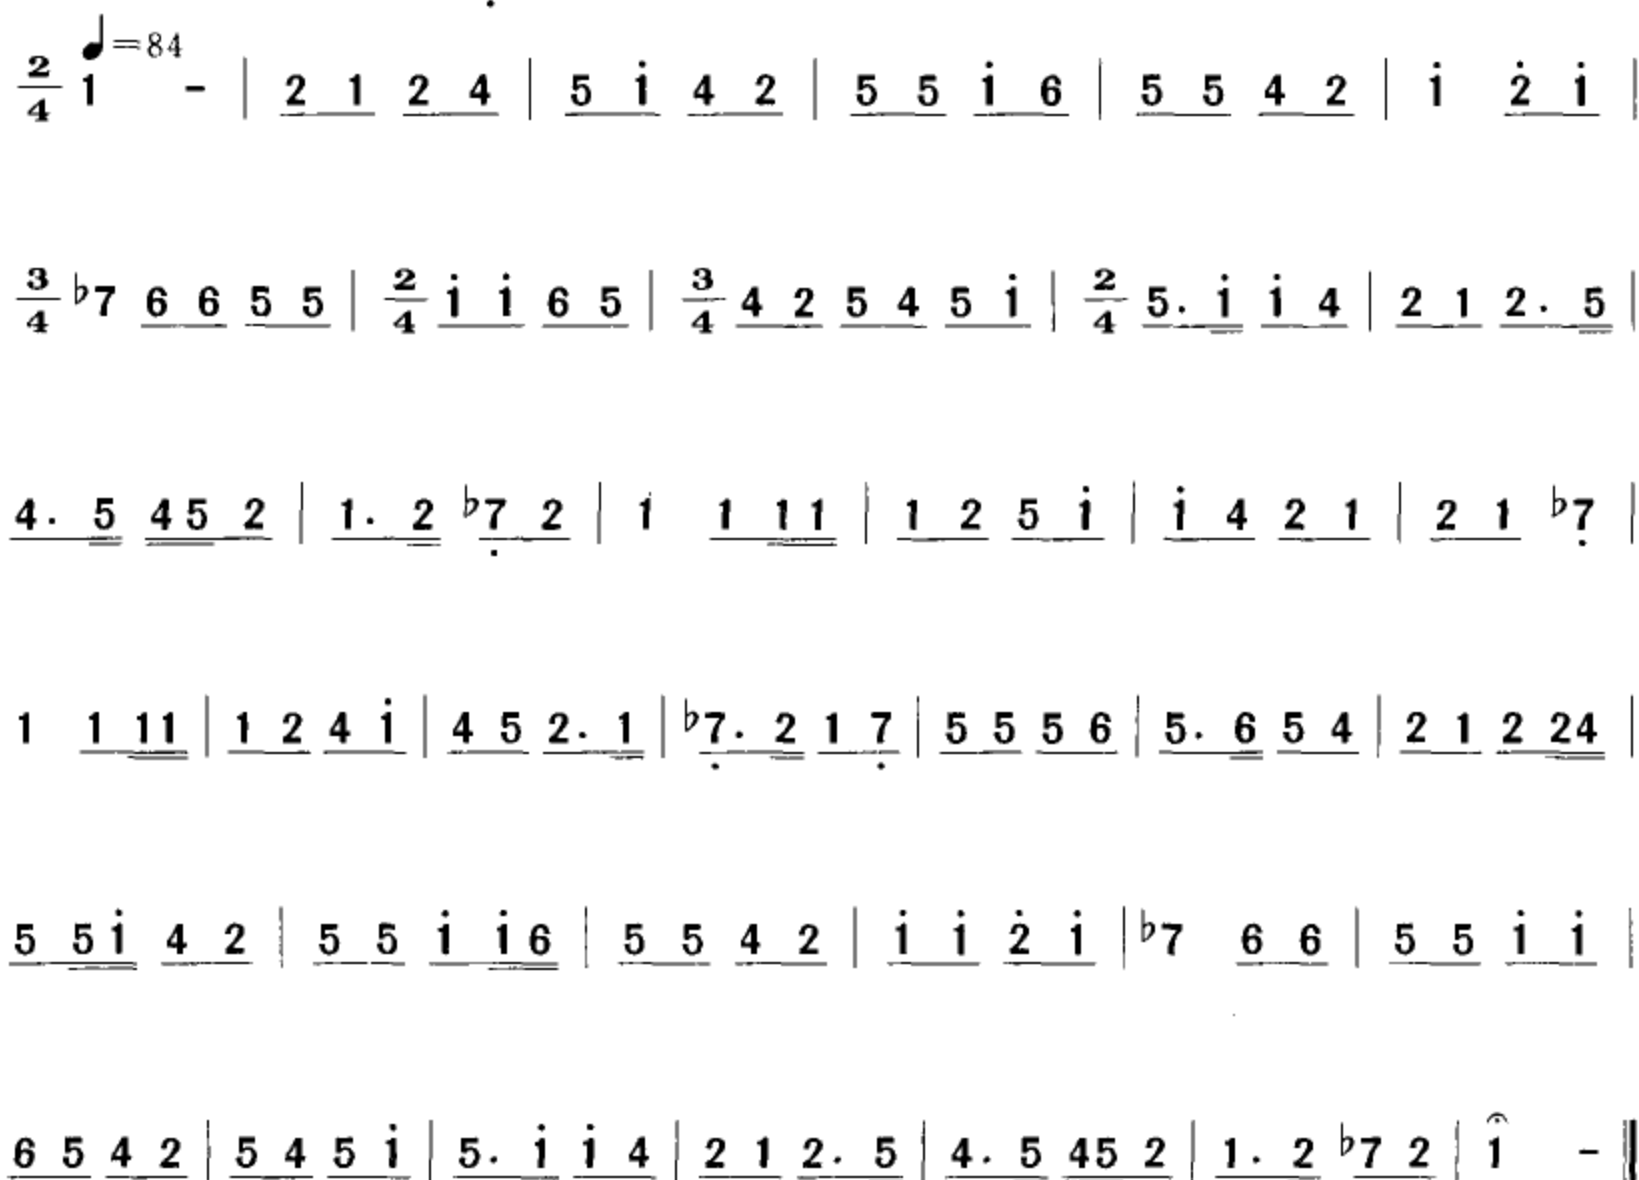 ♩=84
2/4 1 - | 2 1 2 4 | 5 i 4 2 | 5 5 i 6 | 5 5 4 2 | i 2̇ i |
3/4 ♭7 6 6 5 5 | 2/4 i i 6 5 | 3/4 4 2 5 4 5 i | 2/4 5. i i 4 | 2 1 2. 5 |
4. 5 45 2 | 1. 2 ♭7̣ 2 | 1 1 11 | 1 2 5 i | i 4 2 1 | 2 1 ♭7̣ |
1 1 11 | 1 2 4 i | 4 5 2. 1 | ♭7̣. 2 1 7̣ | 5 5 5 6 | 5. 6 5 4 | 2 1 2 24 |
5 5i 4 2 | 5 5 i i6 | 5 5 4 2 | i i 2̇ i | ♭7 6 6 | 5 5 i i |
6 5 4 2 | 5 4 5 i | 5. i i 4 | 2 1 2. 5 | 4. 5 45 2 | 1. 2 ♭7 2 | 1 - ‖